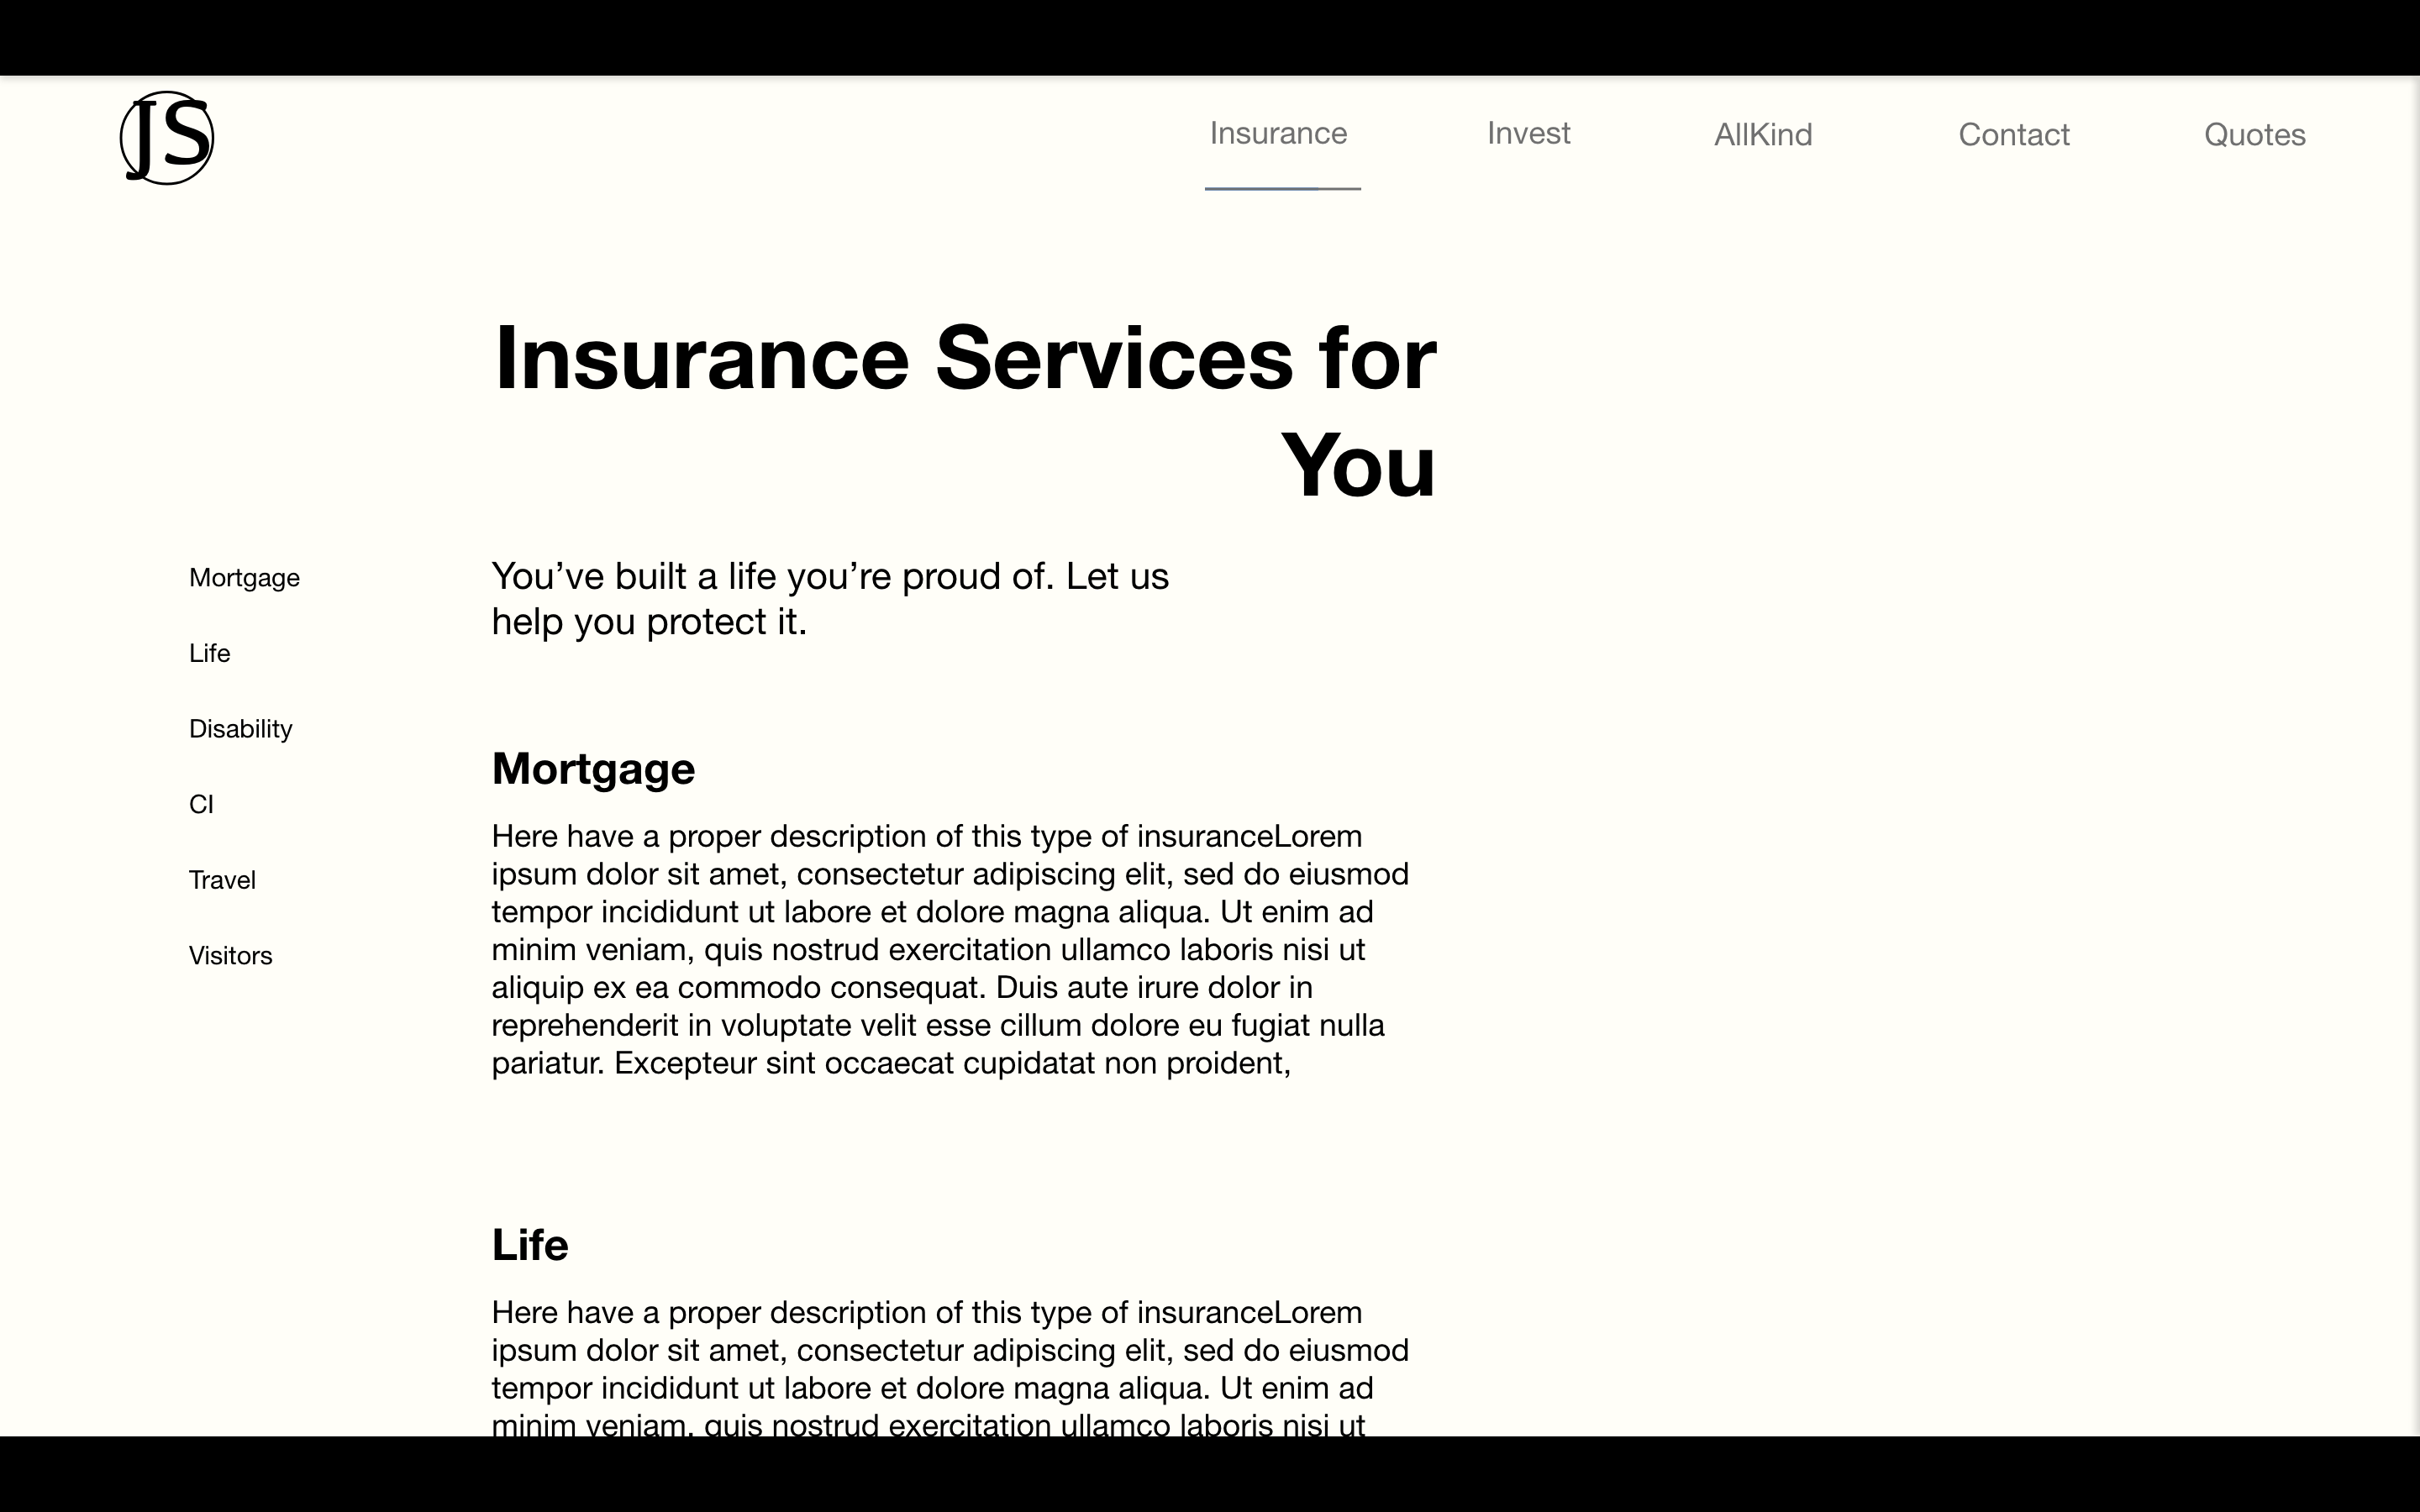 JS
Insurance
Invest
AllKind
Contact
Quotes
Insurance Services for
You
Mortgage
Life
Disability
CI
Travel
Visitors
You’ve built a life you’re proud of. Let us
help you protect it.
Mortgage
Here have a proper description of this type of insuranceLorem
ipsum dolor sit amet, consectetur adipiscing elit, sed do eiusmod
tempor incididunt ut labore et dolore magna aliqua. Ut enim ad
minim veniam, quis nostrud exercitation ullamco laboris nisi ut
aliquip ex ea commodo consequat. Duis aute irure dolor in
reprehenderit in voluptate velit esse cillum dolore eu fugiat nulla
pariatur. Excepteur sint occaecat cupidatat non proident,
Life
Here have a proper description of this type of insuranceLorem
ipsum dolor sit amet, consectetur adipiscing elit, sed do eiusmod
tempor incididunt ut labore et dolore magna aliqua. Ut enim ad
minim veniam, quis nostrud exercitation ullamco laboris nisi ut